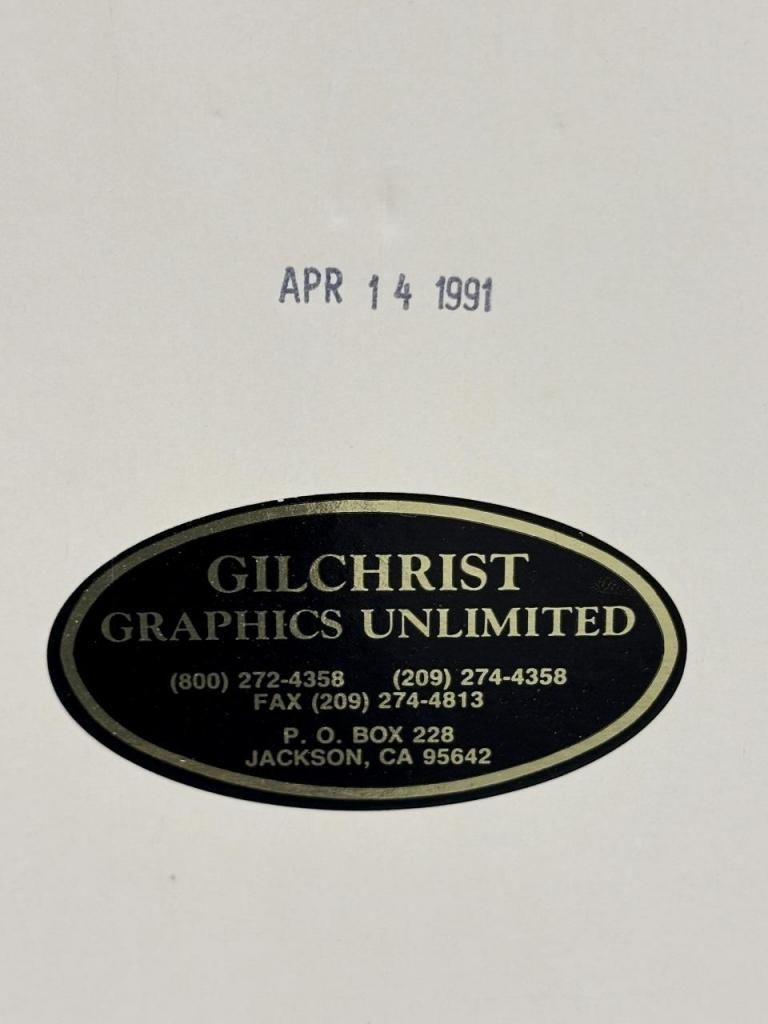 APR 14 1991
GILCHRIST
GRAPHICS UNLIMITED
(800) 272-4358 (209) 274-4358
FAX (209) 274-4813
P. O. BOX 228
JACKSON, CA 95642